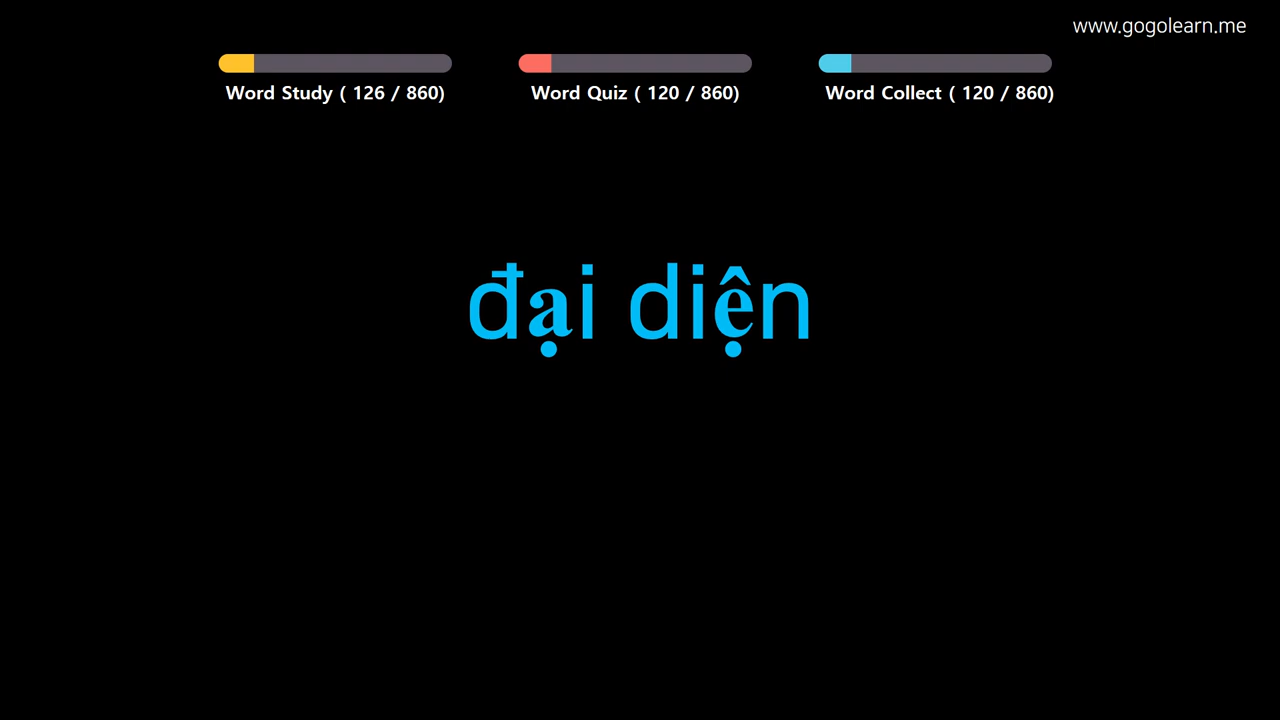 www.gogolearn.me
Word Study ( 126 / 860)
Word Quiz ( 120 / 860)
Word Collect ( 120 / 860)
đại diện